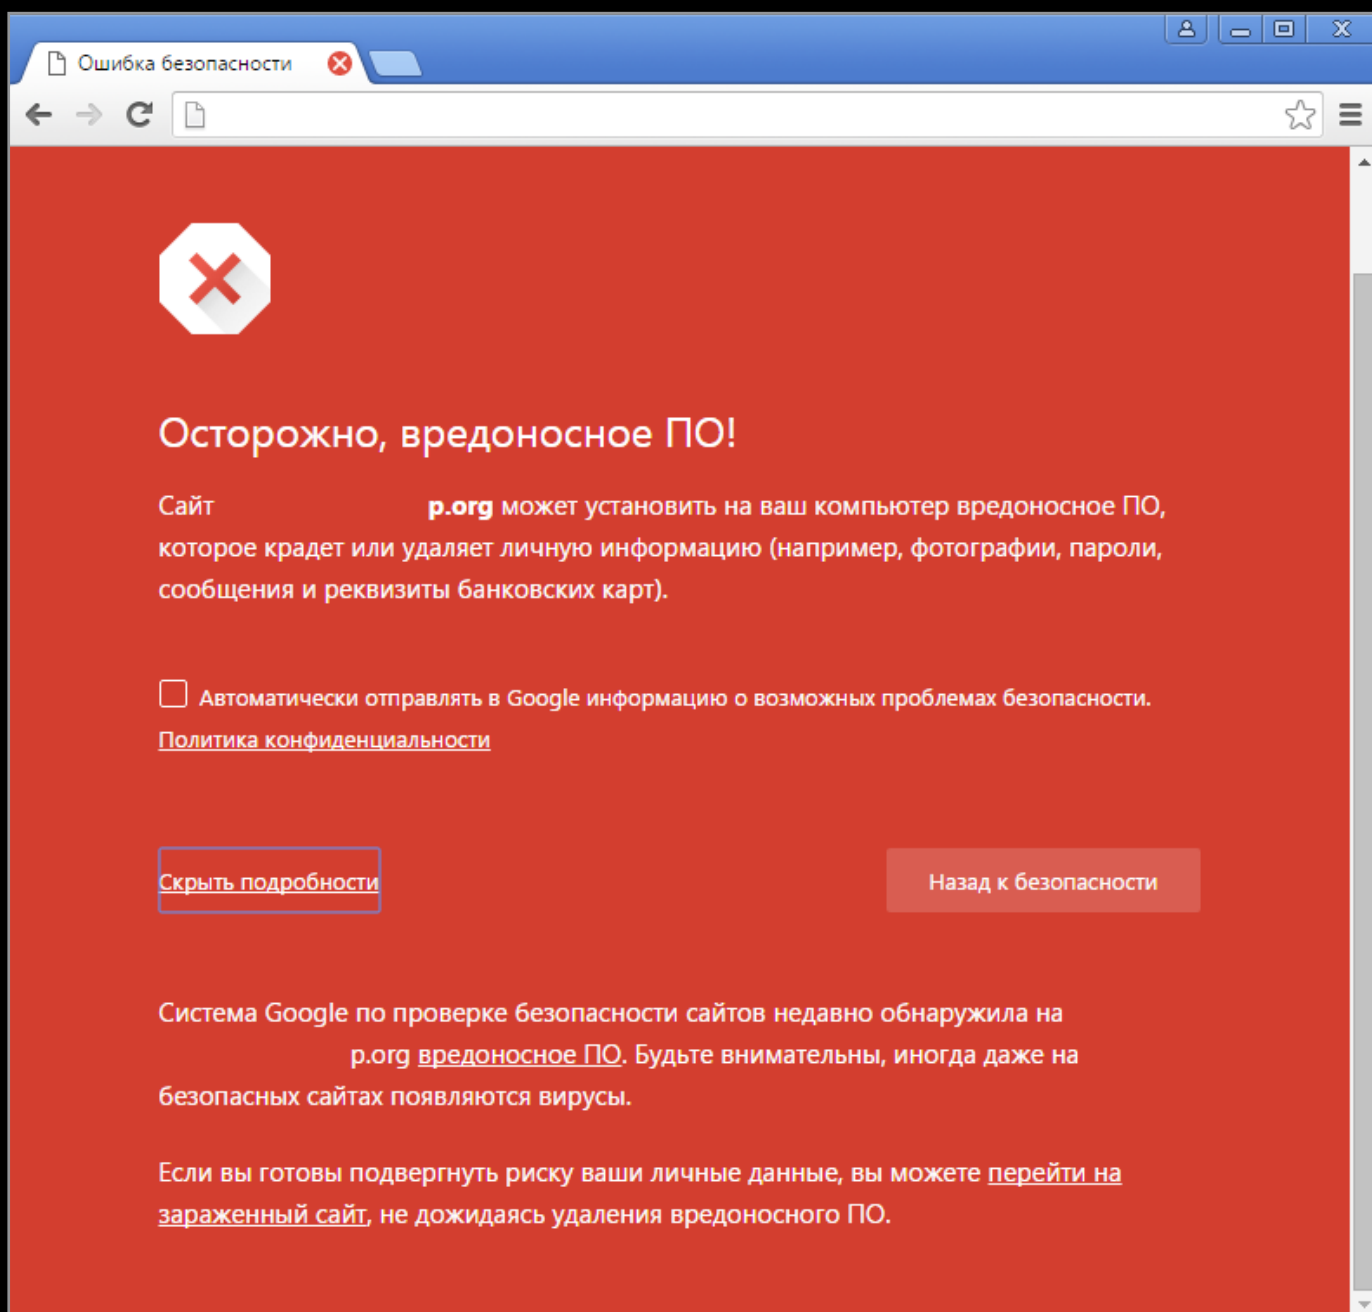 Ошибка безопасности
Осторожно, вредоносное ПО!
Сайт p.org может установить на ваш компьютер вредоносное ПО,
которое крадет или удаляет личную информацию (например, фотографии, пароли,
сообщения и реквизиты банковских карт).
Автоматически отправлять в Google информацию о возможных проблемах безопасности.
Политика конфиденциальности
Скрыть подробности
Назад к безопасности
Система Google по проверке безопасности сайтов недавно обнаружила на
p.org вредоносное ПО. Будьте внимательны, иногда даже на
безопасных сайтах появляются вирусы.
Если вы готовы подвергнуть риску ваши личные данные, вы можете перейти на
зараженный сайт, не дожидаясь удаления вредоносного ПО.